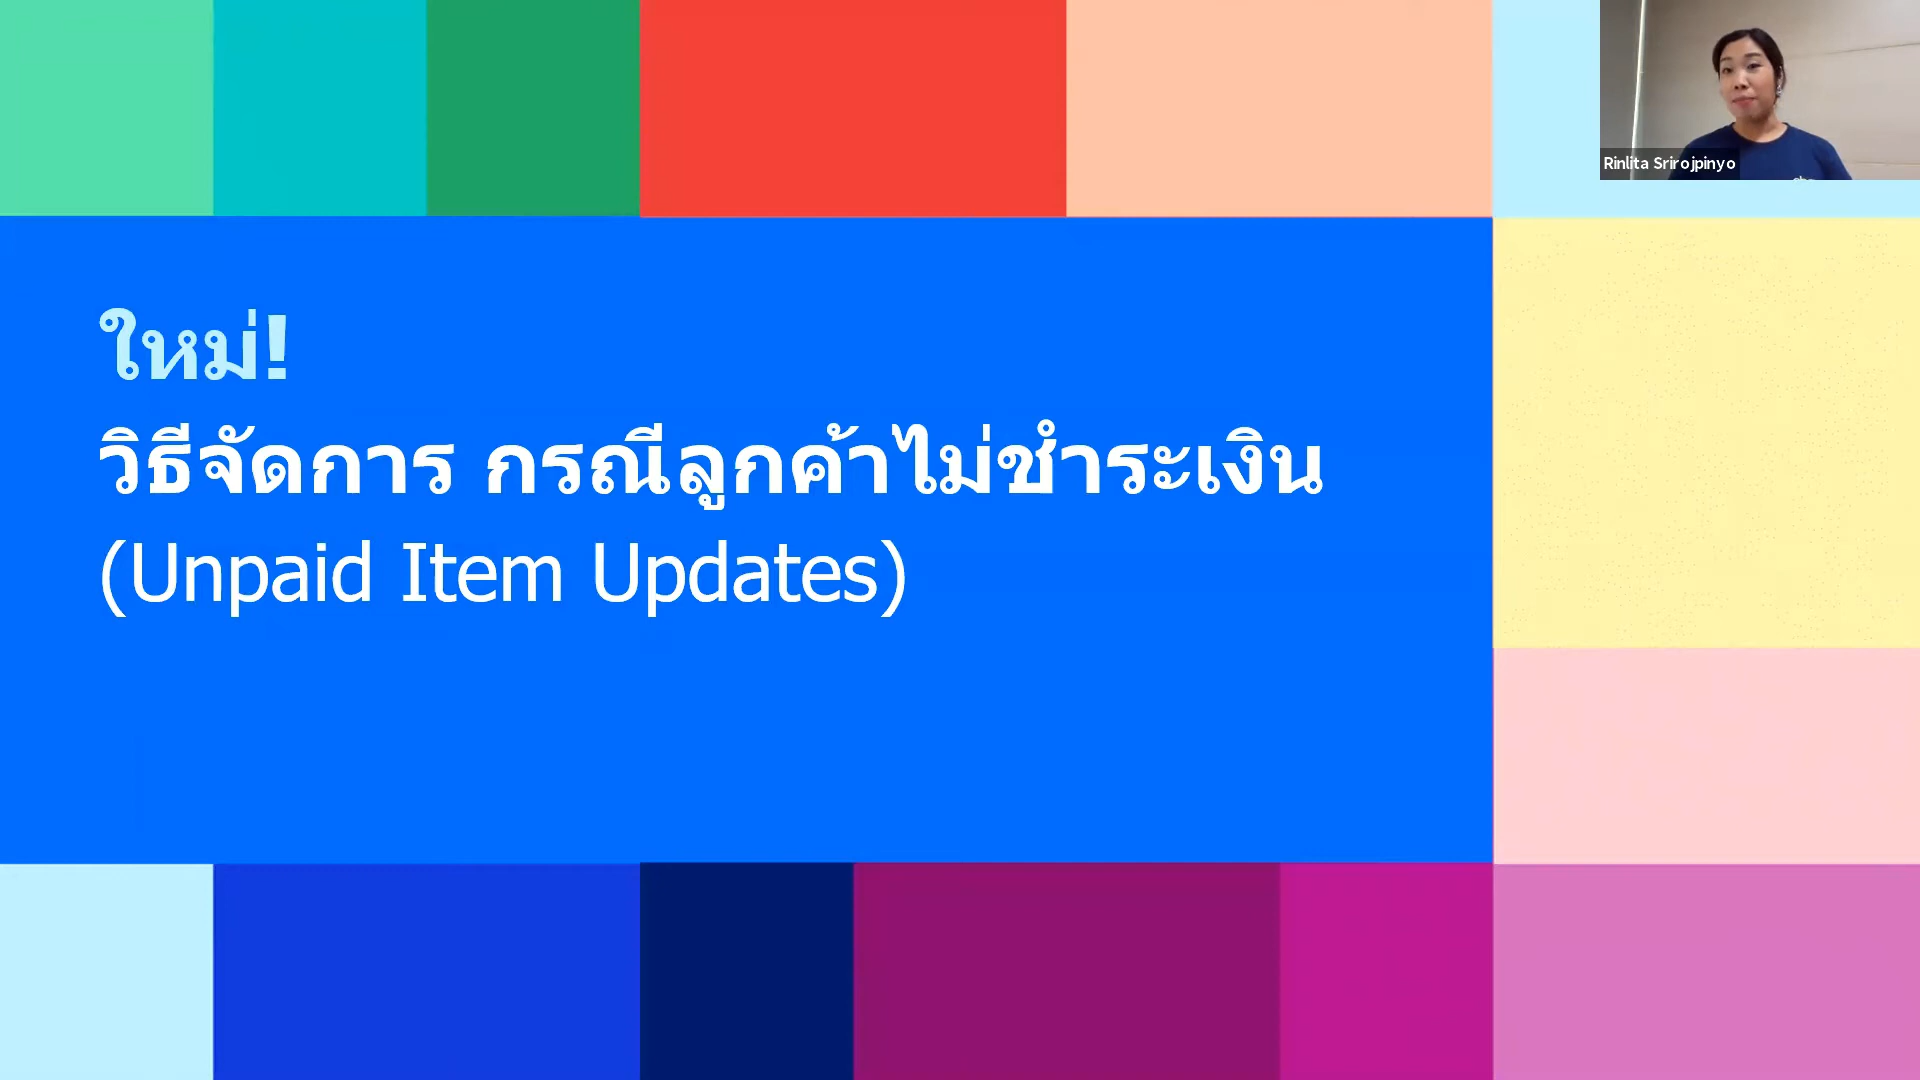 Rinlita Srirojpinyo
ใหม่!
วิธีจัดการ กรณีลูกค้าไม่ชำระเงิน
(Unpaid Item Updates)